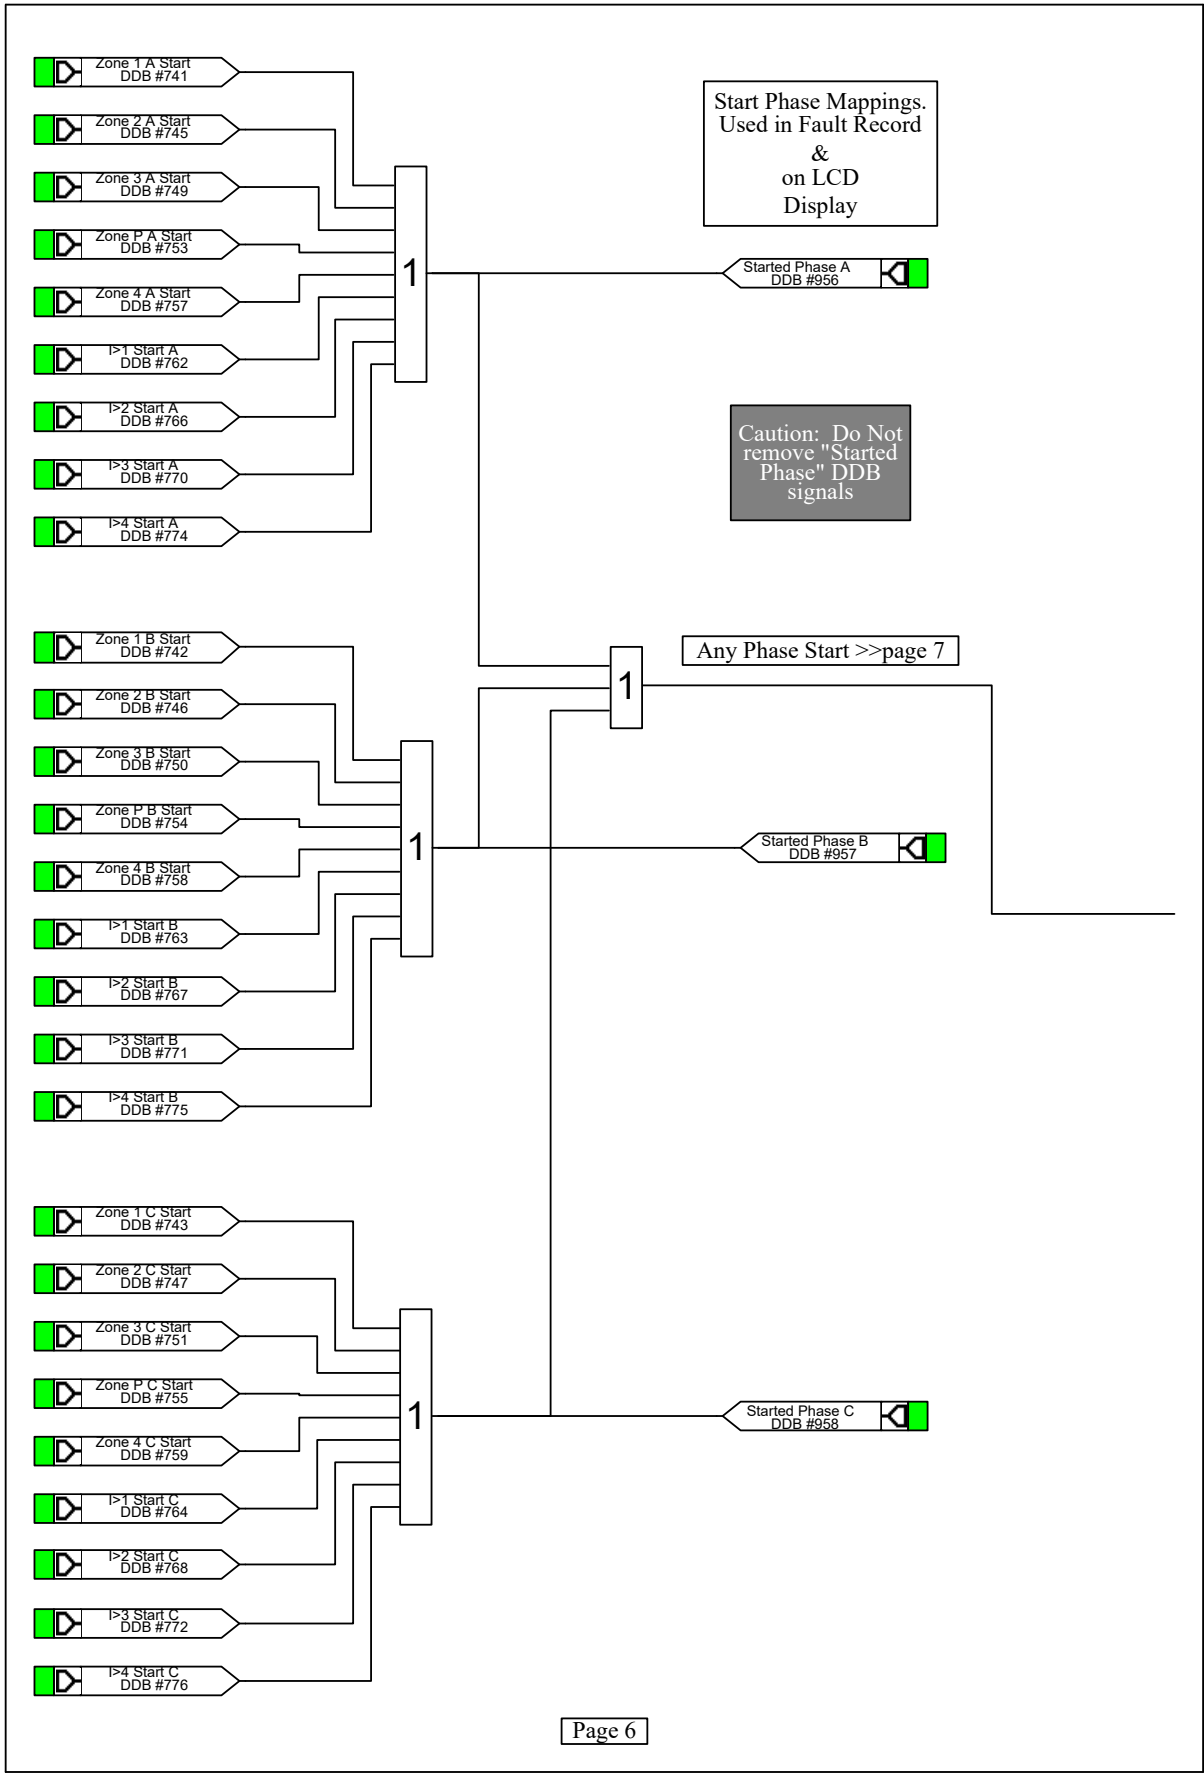 Zone 1 A Start
DDB #741
Zone 2 A Start
DDB #745
Zone 3 A Start
DDB #749
Zone P A Start
DDB #753
Zone 4 A Start
DDB #757
I>1 Start A
DDB #762
I>2 Start A
DDB #766
I>3 Start A
DDB #770
I>4 Start A
DDB #774
1
Start Phase Mappings.
Used in Fault Record
&
on LCD
Display
Started Phase A
DDB #956
Caution: Do Not
remove "Started
Phase" DDB
signals
Zone 1 B Start
DDB #742
Zone 2 B Start
DDB #746
Zone 3 B Start
DDB #750
Zone P B Start
DDB #754
Zone 4 B Start
DDB #758
I>1 Start B
DDB #763
I>2 Start B
DDB #767
I>3 Start B
DDB #771
I>4 Start B
DDB #775
1
1
Any Phase Start >>page 7
Started Phase B
DDB #957
Zone 1 C Start
DDB #743
Zone 2 C Start
DDB #747
Zone 3 C Start
DDB #751
Zone P C Start
DDB #755
Zone 4 C Start
DDB #759
I>1 Start C
DDB #764
I>2 Start C
DDB #768
I>3 Start C
DDB #772
I>4 Start C
DDB #776
1
Started Phase C
DDB #958
Page 6